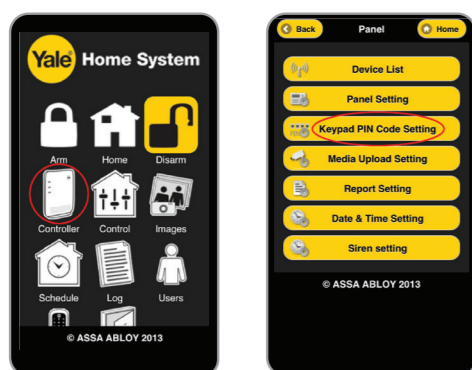 Yale Home System
Arm Home Disarm
Controller Control Images
Schedule Log Users
© ASSA ABLOY 2013
Back Panel Home
Device List
Panel Setting
Keypad PIN Code Setting
Media Upload Setting
Report Setting
Date & Time Setting
Siren setting
© ASSA ABLOY 2013